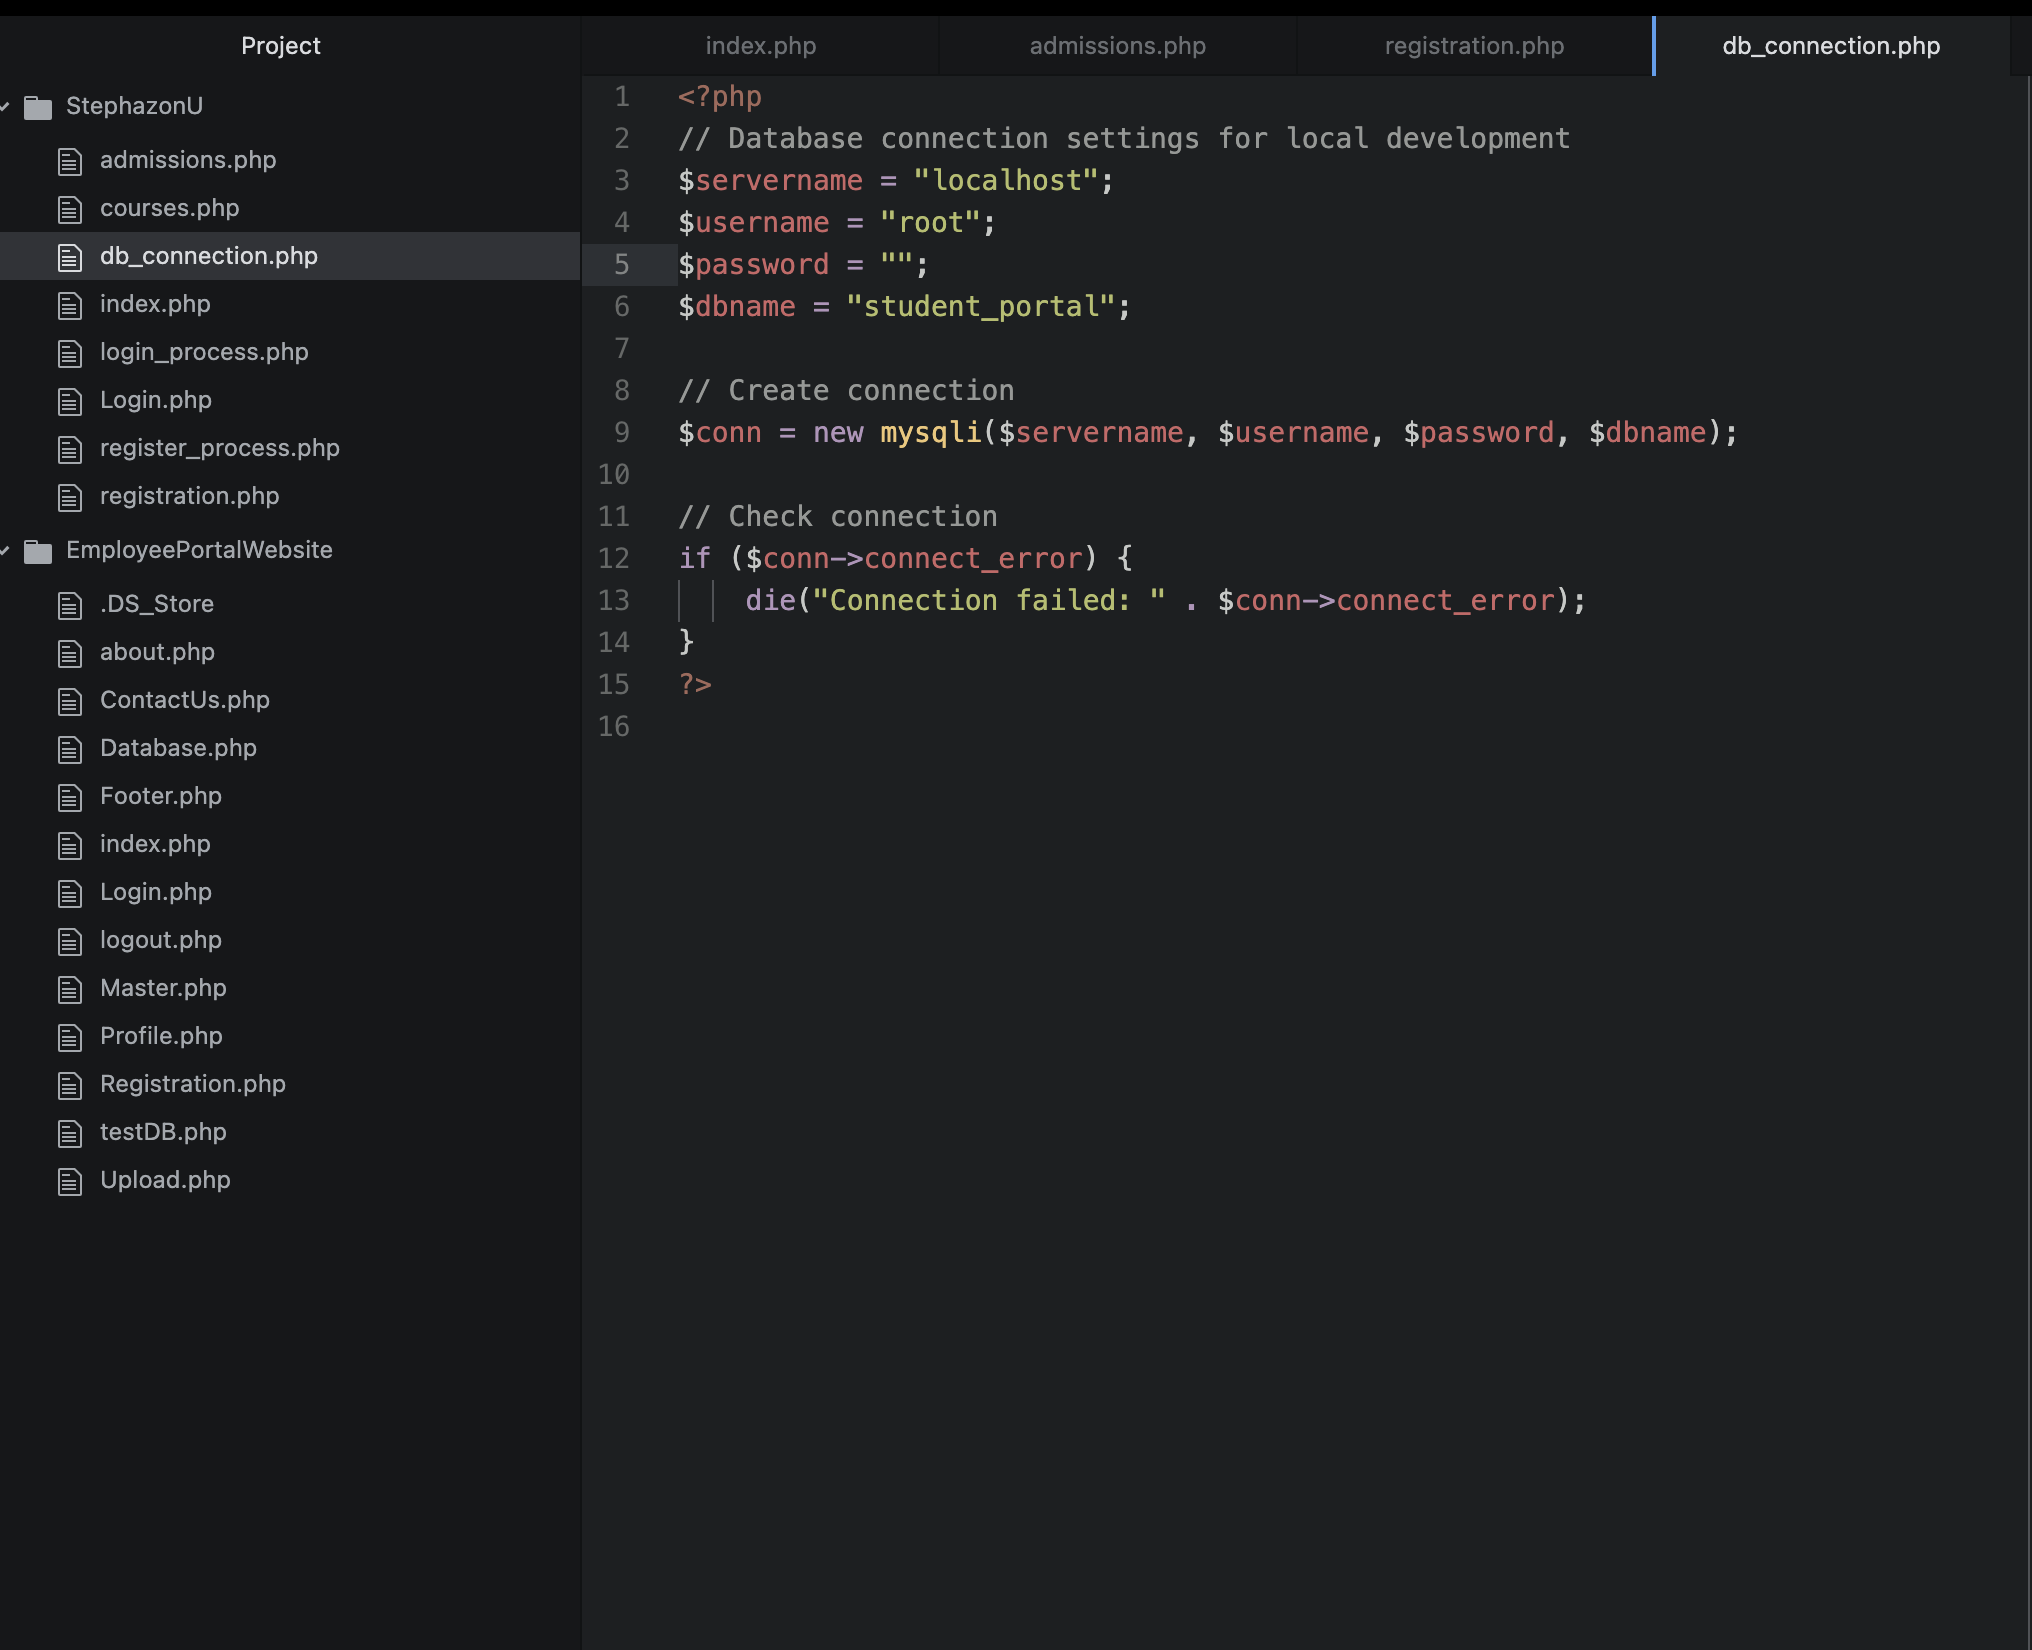 Project
StephazonU
admissions.php
courses.php
db_connection.php
index.php
login_process.php
Login.php
register_process.php
registration.php
EmployeePortalWebsite
.DS_Store
about.php
ContactUs.php
Database.php
Footer.php
index.php
Login.php
logout.php
Master.php
Profile.php
Registration.php
testDB.php
Upload.php
index.php admissions.php registration.php db_connection.php
1 <?php
2 // Database connection settings for local development
3 $servername = "localhost";
4 $username = "root";
5 $password = "";
6 $dbname = "student_portal";
7
8 // Create connection
9 $conn = new mysqli($servername, $username, $password, $dbname);
10
11 // Check connection
12 if ($conn->connect_error) {
13     die("Connection failed: " . $conn->connect_error);
14 }
15 ?>
16